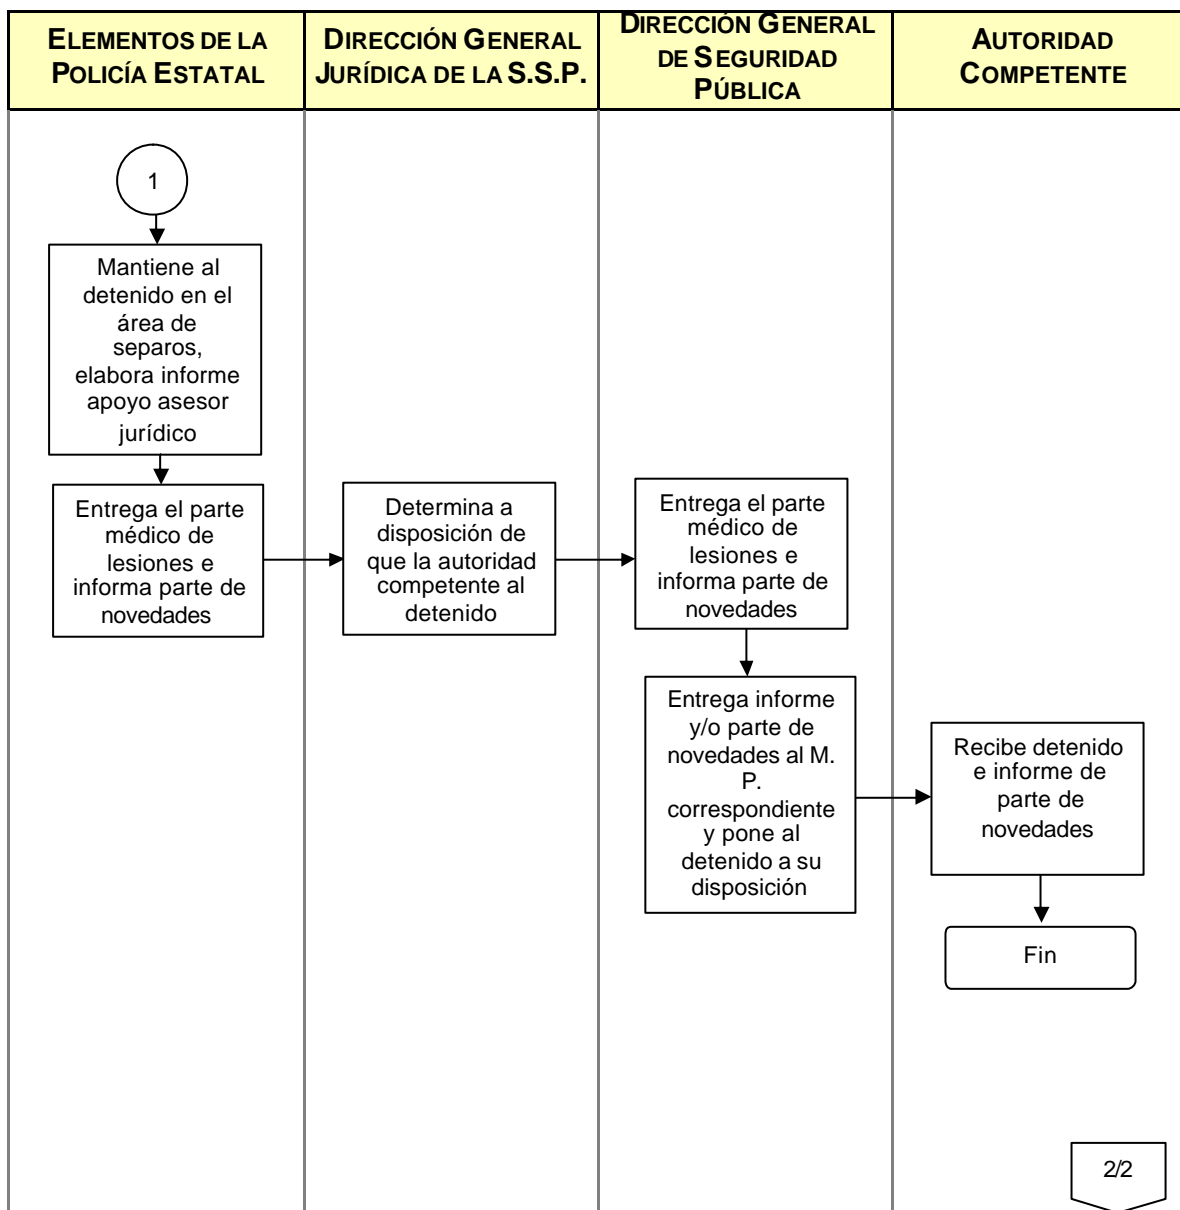 ELEMENTOS DE LA
POLICÍA ESTATAL
DIRECCIÓN GENERAL
JURÍDICA DE LA S.S.P.
DIRECCIÓN GENERAL
DE SEGURIDAD
PÚBLICA
AUTORIDAD
COMPETENTE
1
Mantiene al
detenido en el
área de
separos,
elabora informe
apoyo asesor
jurídico
Entrega el parte
médico de
lesiones e
informa parte de
novedades
Determina a
disposición de
que la autoridad
competente al
detenido
Entrega el parte
médico de
lesiones e
informa parte de
novedades
Entrega informe
y/o parte de
novedades al M.
P.
correspondiente
y pone al
detenido a su
disposición
Recibe detenido
e informe de
parte de
novedades
Fin
2/2